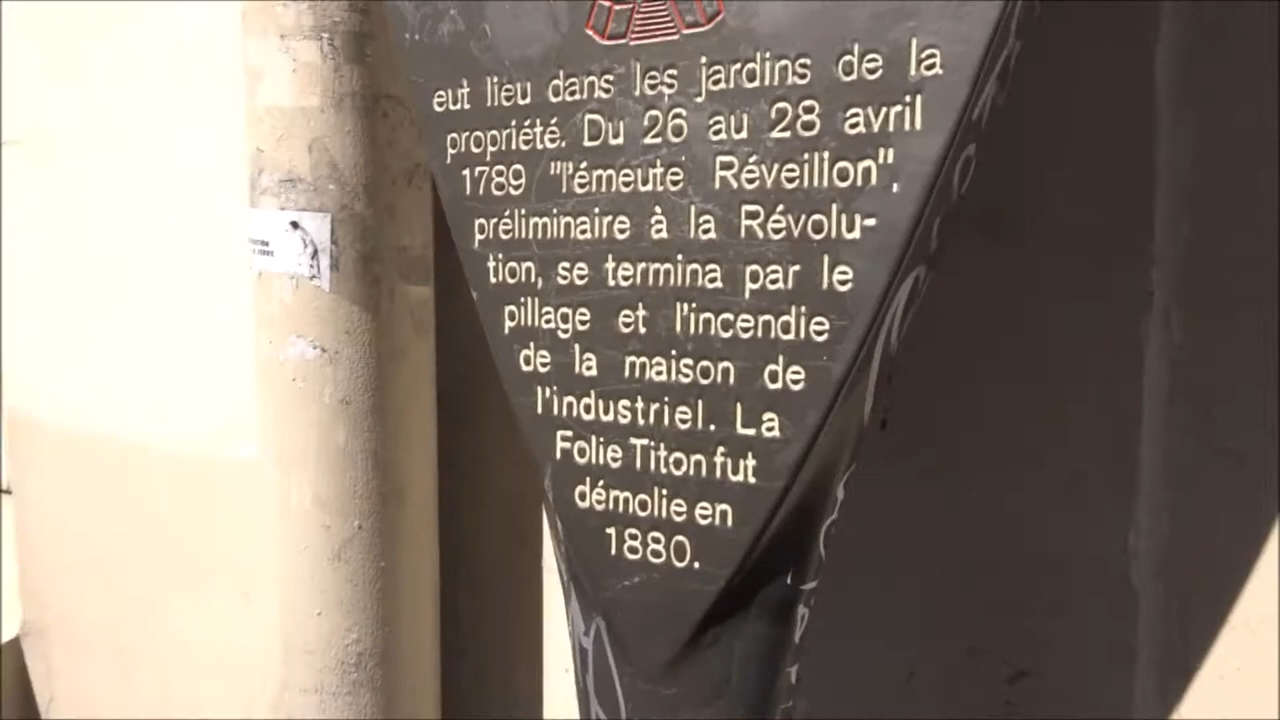 eut lieu dans les jardins de la
propriété. Du 26 au 28 avril
1789 "l'émeute Réveillon",
préliminaire à la Révolu-
tion, se termina par le
pillage et l'incendie
de la maison de
l'industriel. La
Folie Titon fut
démolie en
1880.